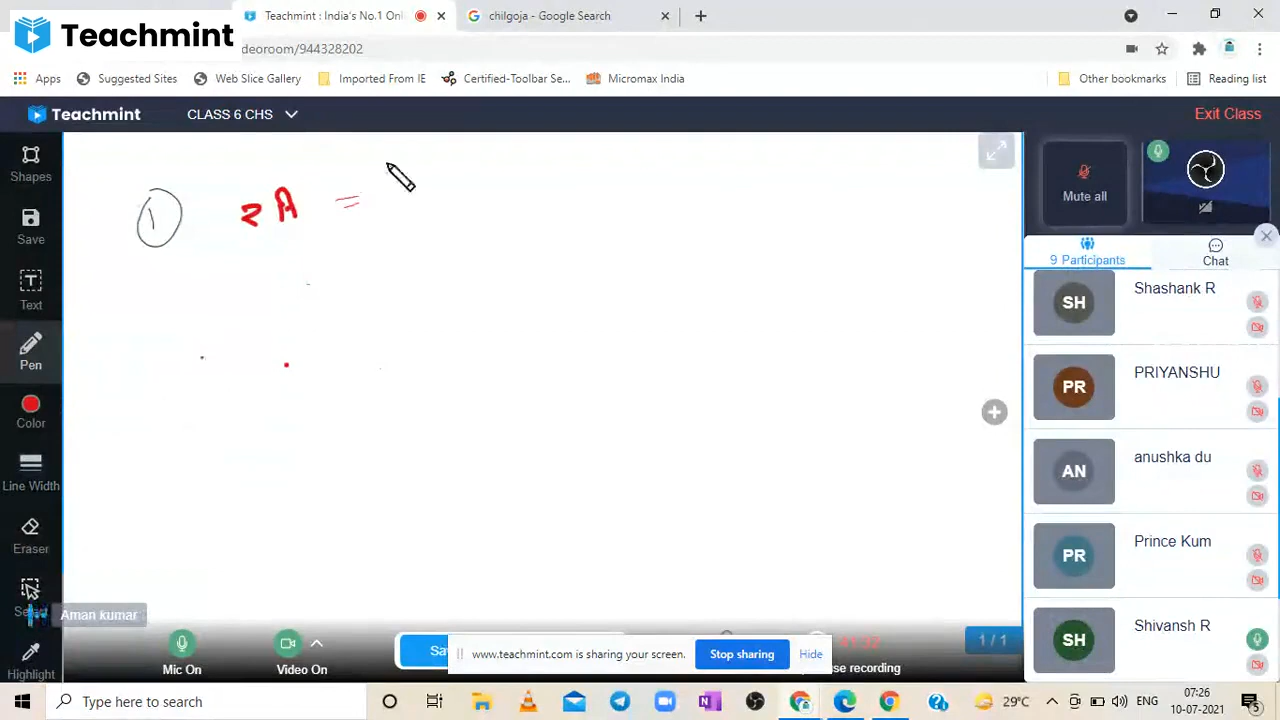 Teachmint : India's No.1 Onl
chilgoja - Google Search
Teachmint
deoroom/944328202
Apps
Suggested Sites
Web Slice Gallery
Imported From IE
Certified-Toolbar Se...
Micromax India
Other bookmarks
Reading list
Teachmint
CLASS 6 CHS
Exit Class
Shapes
Save
Text
Pen
Color
Line Width
Eraser
Highlight
1 2A =
Mute all
9 Participants
Chat
SH Shashank R
PR PRIYANSHU
AN anushka du
PR Prince Kum
SH Shivansh R
Aman kumar
Mic On
Video On
www.teachmint.com is sharing your screen.
Stop sharing
Hide
1 / 1
se recording
Type here to search
29°C
ENG
07:26
10-07-2021
5